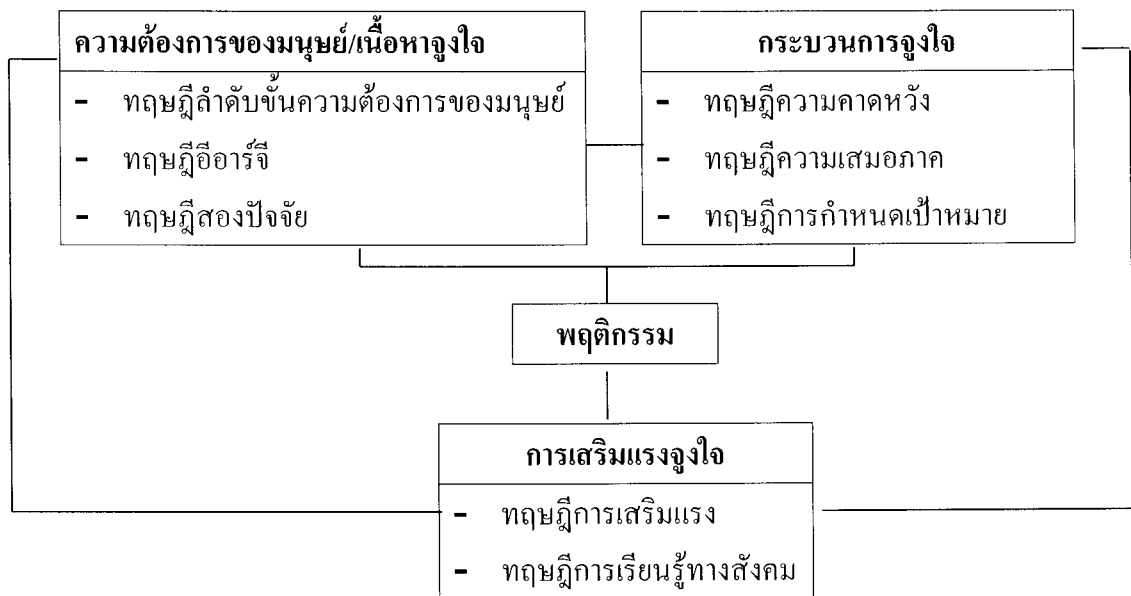 ความต้องการของมนุษย์/เนื้อหาจูงใจ
- ทฤษฎีลำดับขั้นความต้องการของมนุษย์
- ทฤษฎีอีอาร์จี
- ทฤษฎีสองปัจจัย
กระบวนการจูงใจ
- ทฤษฎีความคาดหวัง
- ทฤษฎีความเสมอภาค
- ทฤษฎีการกำหนดเป้าหมาย
พฤติกรรม
การเสริมแรงจูงใจ
- ทฤษฎีการเสริมแรง
- ทฤษฎีการเรียนรู้ทางสังคม